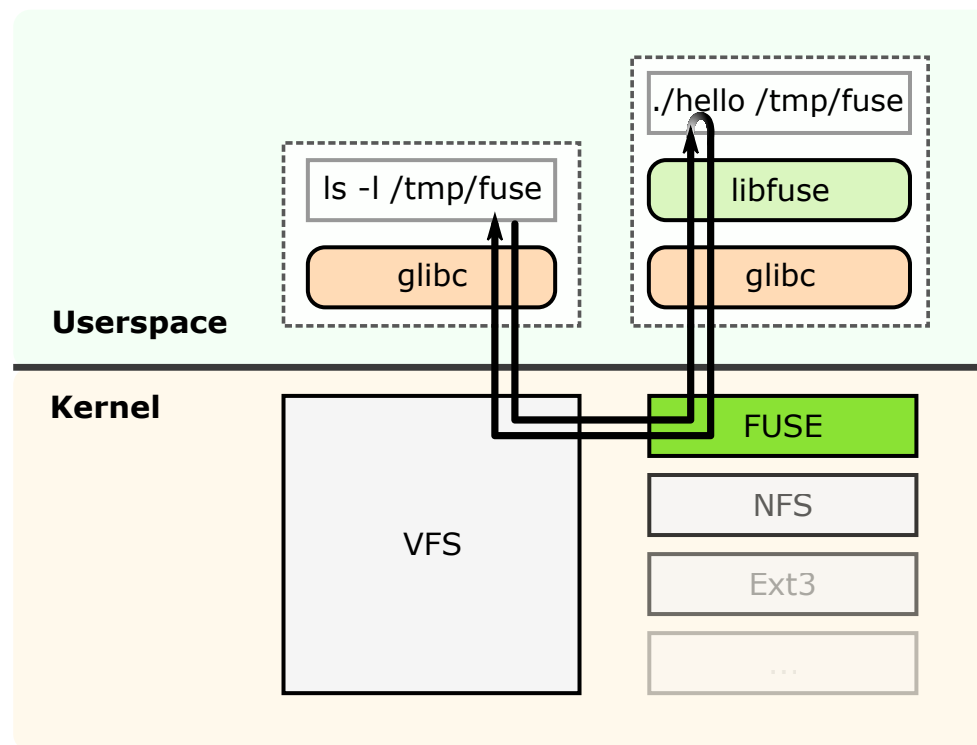 ./hello /tmp/fuse
ls -l /tmp/fuse
libfuse
glibc
glibc
Userspace
Kernel
FUSE
NFS
VFS
Ext3
...